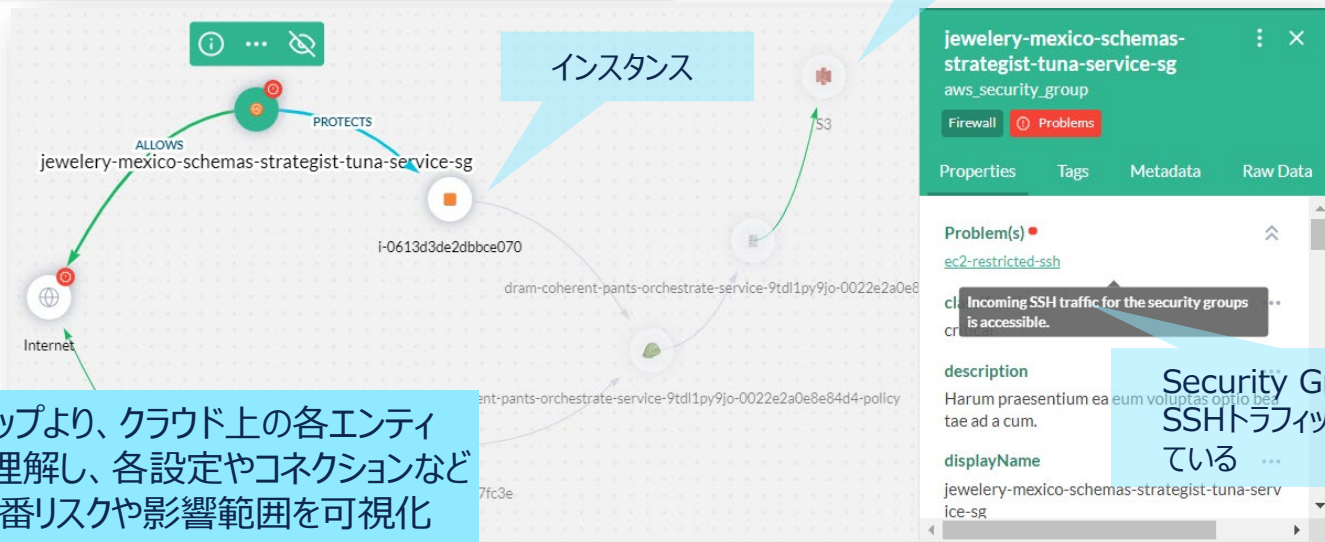 インスタンス
S3
PROTECTS
ALLOWS
jewelery-mexico-schemas-strategist-tuna-service-sg
i-0613d3de2dbbce070
dram-coherent-pants-orchestrate-service-9tdl1py9jo-0022e2a0e8
Internet
ent-pants-orchestrate-service-9tdl1py9jo-0022e2a0e8e84d4-policy
7fc3e
ップより、クラウド上の各エンティ
理解し、各設定やコネクションなど
番リスクや影響範囲を可視化
jewelery-mexico-schemas-
strategist-tuna-service-sg
aws_security_group
Firewall Problems
Properties Tags Metadata Raw Data
Problem(s)
ec2-restricted-ssh
Incoming SSH traffic for the security groups
is accessible.
description
Harum praesentium ea eum voluptas optio bea
tae ad a cum.
displayName
jewelery-mexico-schemas-strategist-tuna-serv
ice-sg
Security G
SSHトラフィッ
ている